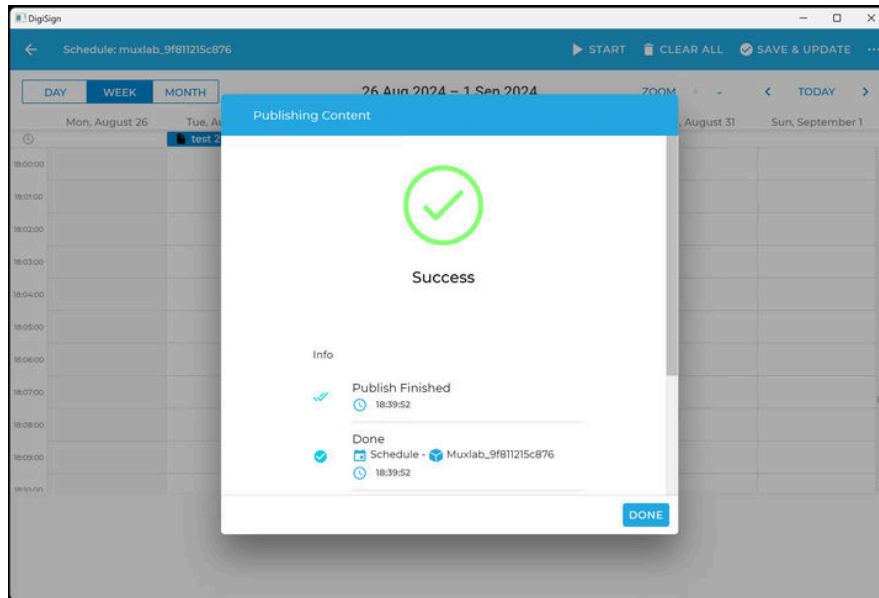 DigiSign
Schedule: muxlab_9f811215c876
START
CLEAR ALL
SAVE & UPDATE
DAY
WEEK
MONTH
26 Aug 2024 – 1 Sep 2024
ZOOM
-
TODAY
Mon, August 26
Tue, Au
, August 31
Sun, September 1
test 2
18:00:00
18:01:00
18:02:00
18:03:00
18:04:00
18:05:00
18:06:00
18:07:00
18:08:00
18:09:00
18:10:00
Publishing Content
Success
Info
Publish Finished
18:39:52
Done
Schedule - Muxlab_9f811215c876
18:39:52
DONE